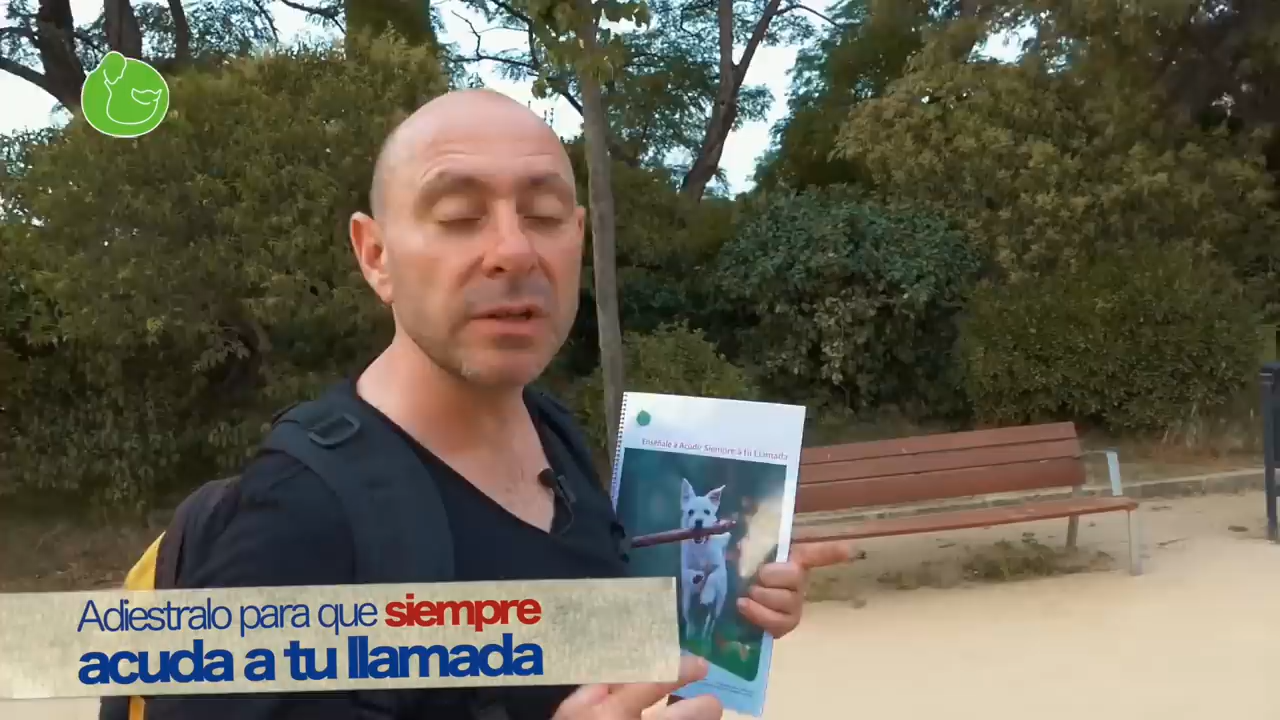 Enséñale a Acudir Siempre a tu Llamada
Adiestralo para que siempre
acuda a tu llamada